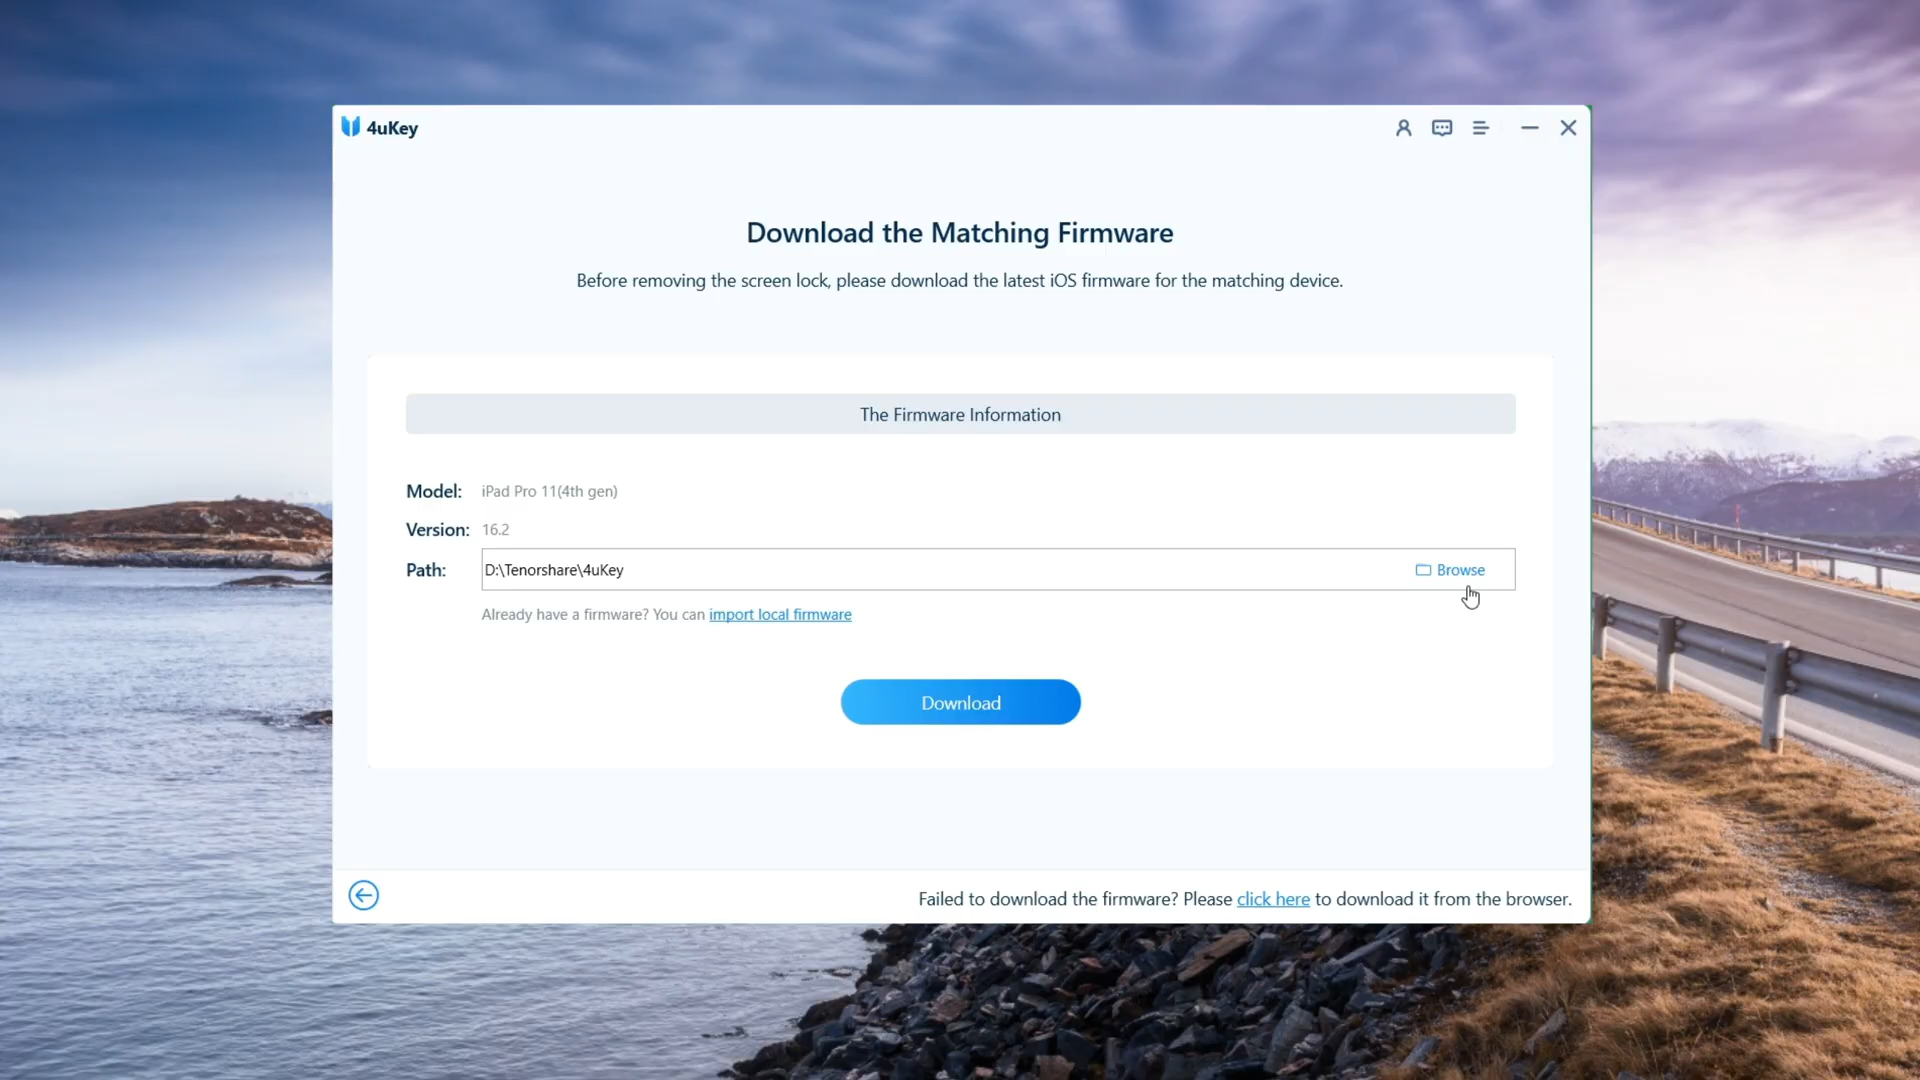 4uKey
Download the Matching Firmware
Before removing the screen lock, please download the latest iOS firmware for the matching device.
The Firmware Information
Model: iPad Pro 11(4th gen)
Version: 16.2
Path: D:\Tenorshare\4uKey Browse
Already have a firmware? You can import local firmware
Download
Failed to download the firmware? Please click here to download it from the browser.